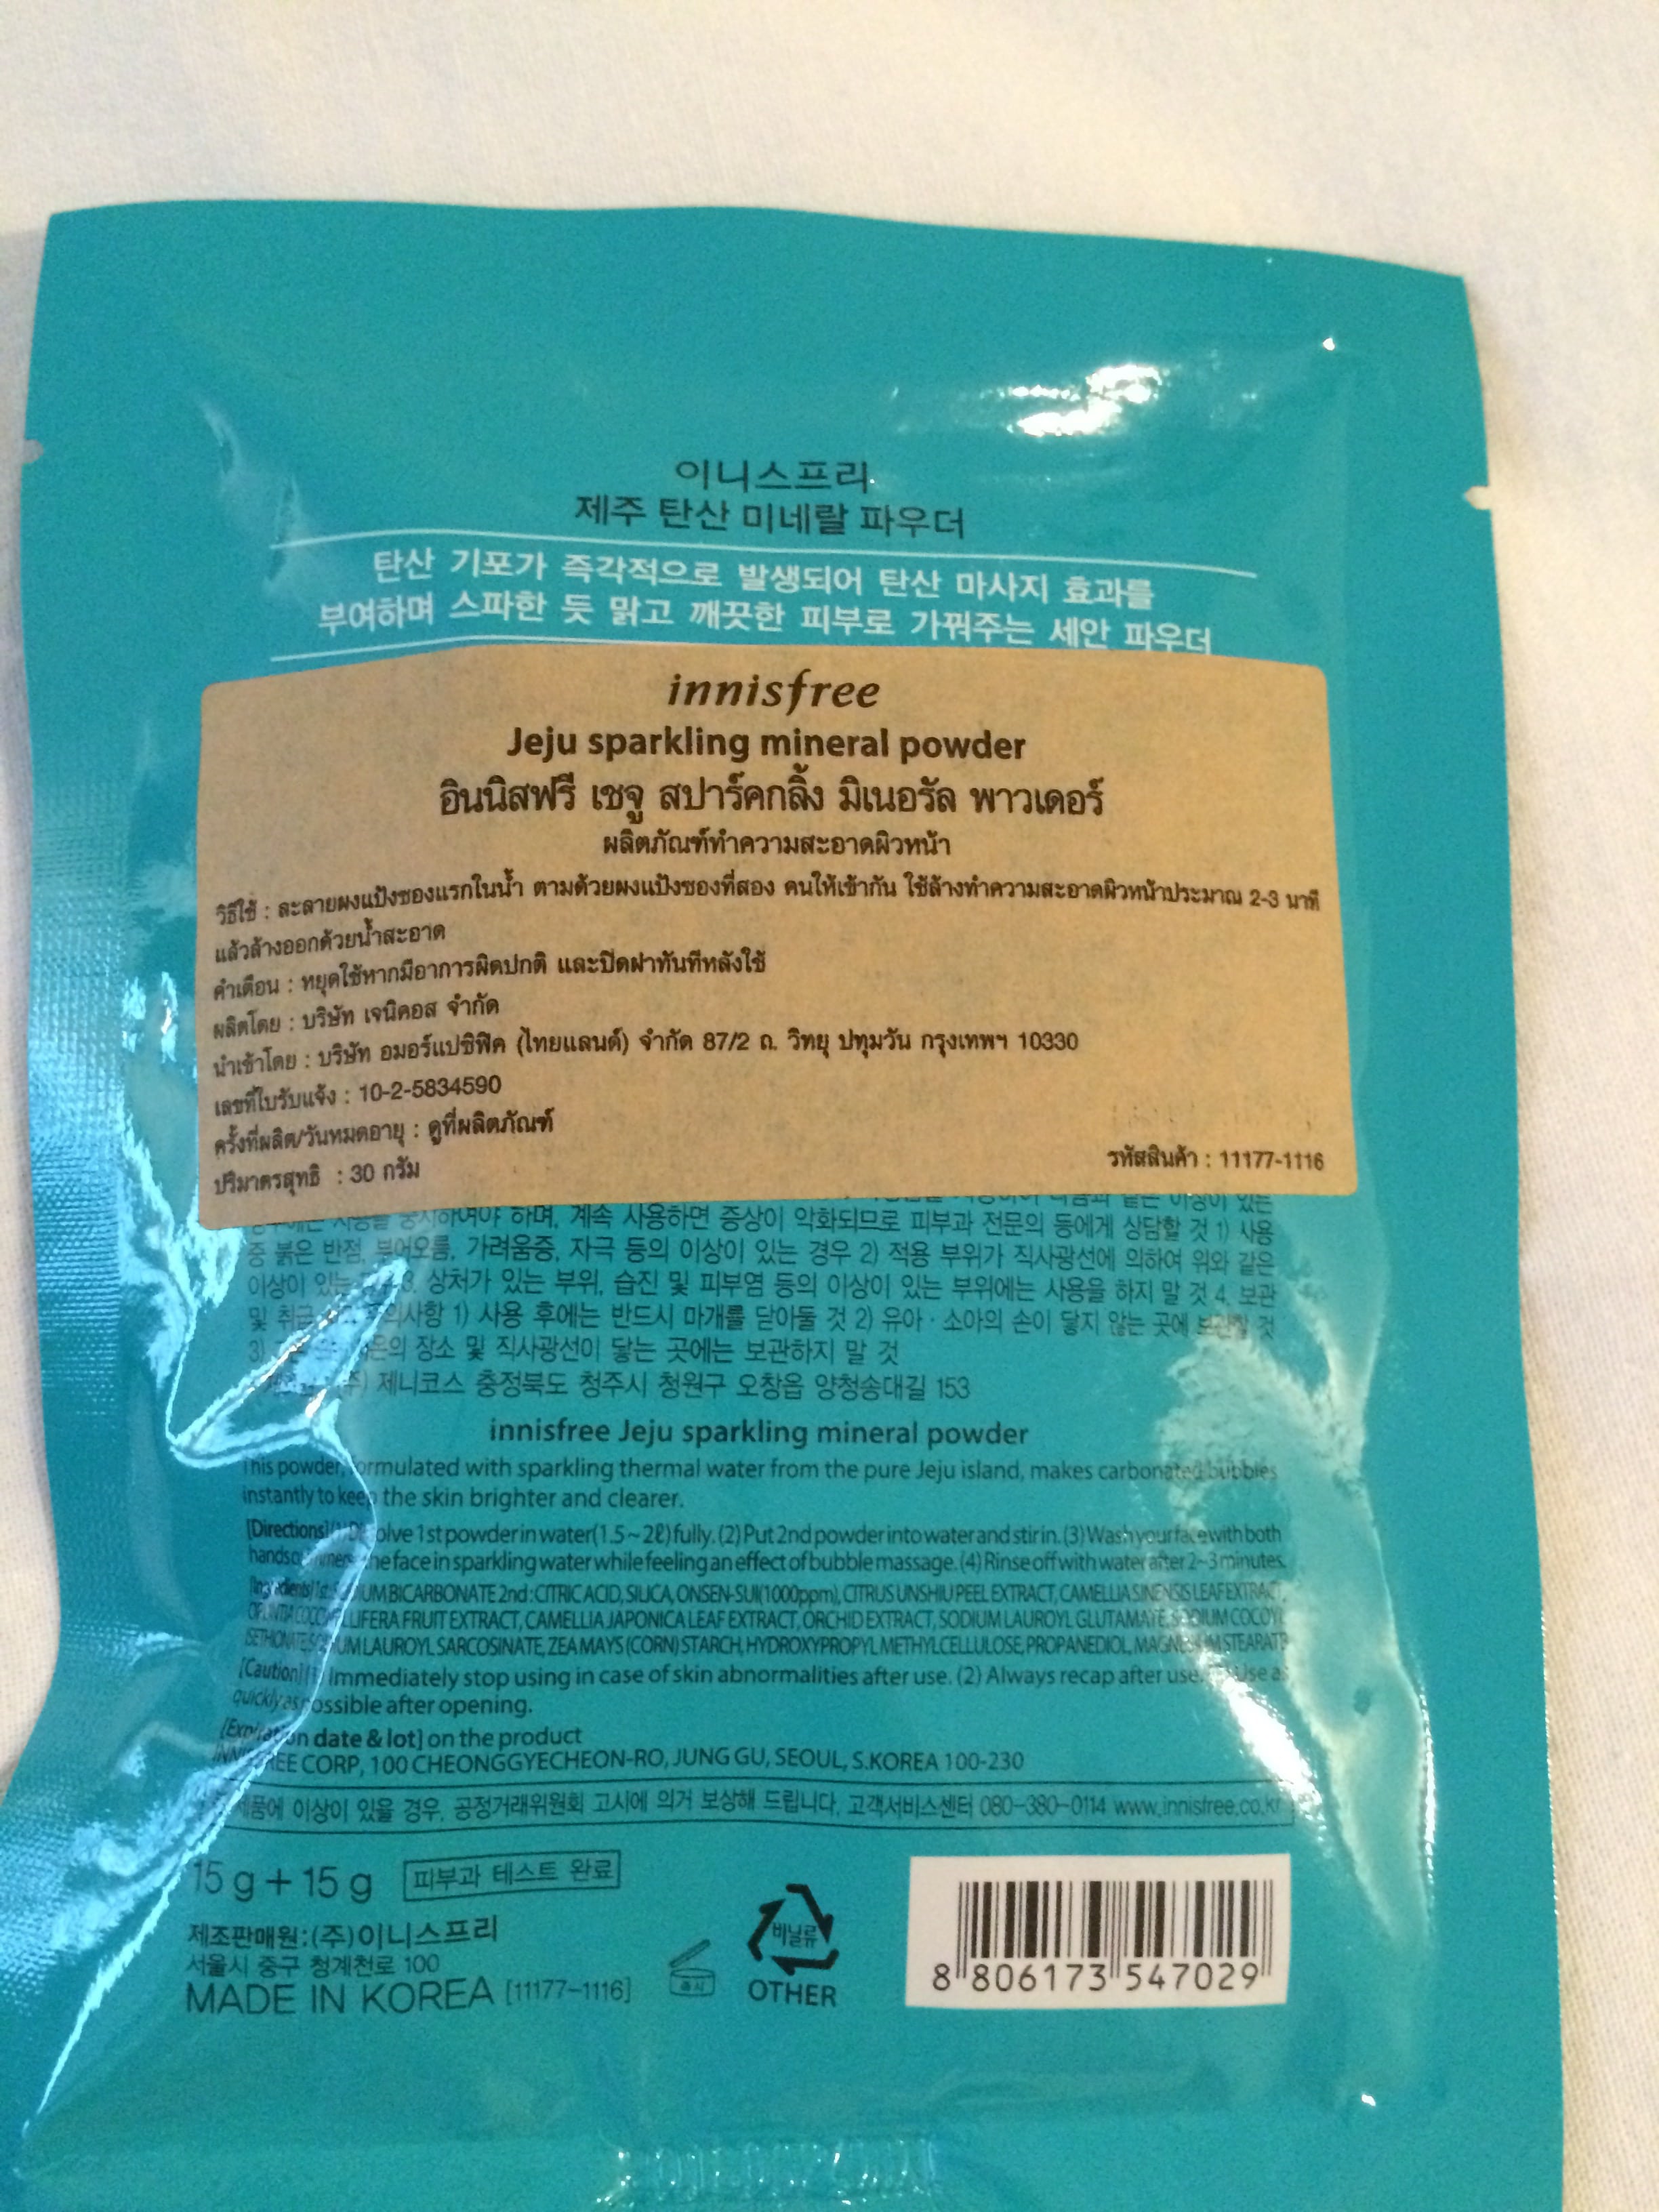 이니스프리
제주 탄산 미네랄 파우더
탄산 기포가 즉각적으로 발생되어 탄산 마사지 효과를
부여하며 스파한 듯 맑고 깨끗한 피부로 가꿔주는 세안 파우더
innisfree
Jeju sparkling mineral powder
อินนิสฟรี เชจู สปาร์คกลิ้ง มิเนอรัล พาวเดอร์
ผลิตภัณฑ์ทำความสะอาดผิวหน้า
วิธีใช้ : ละลายผงแป้งซองแรกในน้ำ ตามด้วยผงแป้งซองที่สอง คนให้เข้ากัน ใช้ล้างทำความสะอาดผิวหน้าประมาณ 2-3 นาที
แล้วล้างออกด้วยน้ำสะอาด
คำเตือน : หยุดใช้หากมีอาการผิดปกติ และปิดฝาทันทีหลังใช้
ผลิตโดย : บริษัท เจนิคอส จำกัด
นำเข้าโดย : บริษัท อมอร์แปซิฟิค (ไทยแลนด์) จำกัด 87/2 ถ. วิทยุ ปทุมวัน กรุงเทพฯ 10330
เลขที่ใบรับแจ้ง : 10-2-5834590
ครั้งที่ผลิต/วันหมดอายุ : ดูที่ผลิตภัณฑ์
ปริมาตรสุทธิ : 30 กรัม
รหัสสินค้า : 11177-1116
이상이 있는
사용을 중지하여야 하며, 계속 사용하면 증상이 악화되므로 피부과 전문의 등에게 상담할 것 1) 사용
중 붉은 반점, 부어오름, 가려움증, 자극 등의 이상이 있는 경우 2) 적용 부위가 직사광선에 의하여 위와 같은
이상이 있는 3. 상처가 있는 부위, 습진 및 피부염 등의 이상이 있는 부위에는 사용을 하지 말 것 4. 보관
및 취급 1) 사용 후에는 반드시 마개를 닫아둘 것 2) 유아·소아의 손이 닿지 않는 곳에 보관할 것
3) 장소 및 직사광선이 닿는 곳에는 보관하지 말 것
제니코스 충정북도 청주시 청원구 오창읍 양청송대길 153
innisfree Jeju sparkling mineral powder
This powder, formulated with sparkling thermal water from the pure Jeju island, makes carbonated bubbles
instantly to keep the skin brighter and clearer.
[Directions] (1) Dissolve 1st powder in water(1.5~2ℓ) fully. (2) Put 2nd powder into water and stir in. (3) Wash your face with both
hands the face in sparkling water while feeling an effect of bubble massage. (4) Rinse off with water after 2~3 minutes.
[Ingredients] 1st: SODIUM BICARBONATE 2nd: CITRIC ACID, SILICA, ONSEN-SUI(1000ppm), CITRUS UNSHIU PEEL EXTRACT, CAMELLIA SINENSIS LEAF EXTRACT,
OPUNTIA COCCINELLIFERA FRUIT EXTRACT, CAMELLIA JAPONICA LEAF EXTRACT, ORCHID EXTRACT, SODIUM LAUROYL GLUTAMATE, SODIUM COCOYL
ISETHIONATE, SODIUM LAUROYL SARCOSINATE, ZEA MAYS (CORN) STARCH, HYDROXYPROPYL METHYLCELLULOSE, PROPANEDIOL, MAGNESIUM STEARATE
[Caution] (1) Immediately stop using in case of skin abnormalities after use. (2) Always recap after use. Use as
quickly as possible after opening.
[Expiration date & lot] on the product
INNISFREE CORP, 100 CHEONGGYECHEON-RO, JUNG GU, SEOUL, S.KOREA 100-230
제품에 이상이 있을 경우, 공정거래위원회 고시에 의거 보상해 드립니다. 고객서비스센터 080-380-0114 www.innisfree.co.kr
15 g + 15 g 피부과 테스트 완료
제조판매원:(주)이니스프리
서울시 중구 청계천로 100
MADE IN KOREA [11177-1116]
비닐류
OTHER
8 806173 547029